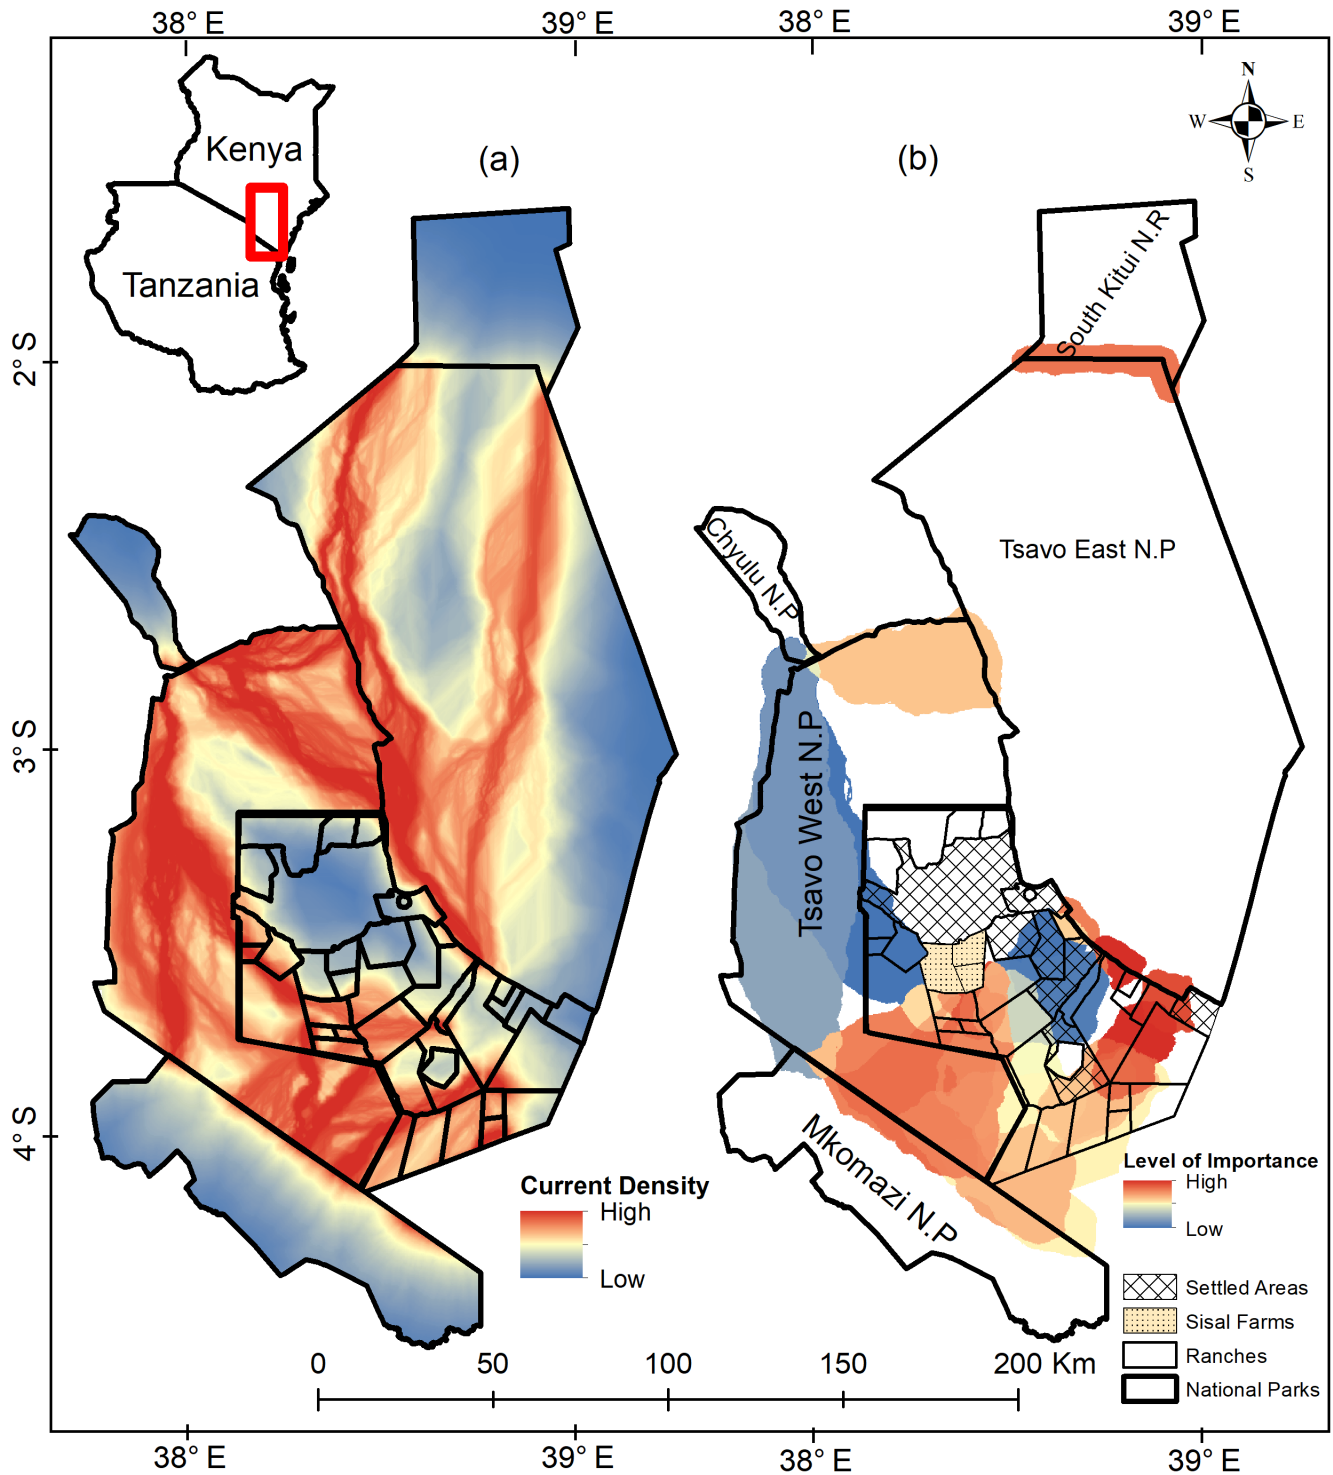 38° E
39° E
38° E
39° E
N
W
E
S
Kenya
(a)
(b)
Tanzania
South Kitui N.R
2°S
Tsavo East N.P
Chyulu N.P
3°S
Tsavo West N.P
4°S
Mkomazi N.P
Current Density
High
Low
Level of Importance
High
Low
Settled Areas
Sisal Farms
Ranches
National Parks
0
50
100
150
200 Km
38° E
39° E
38° E
39° E